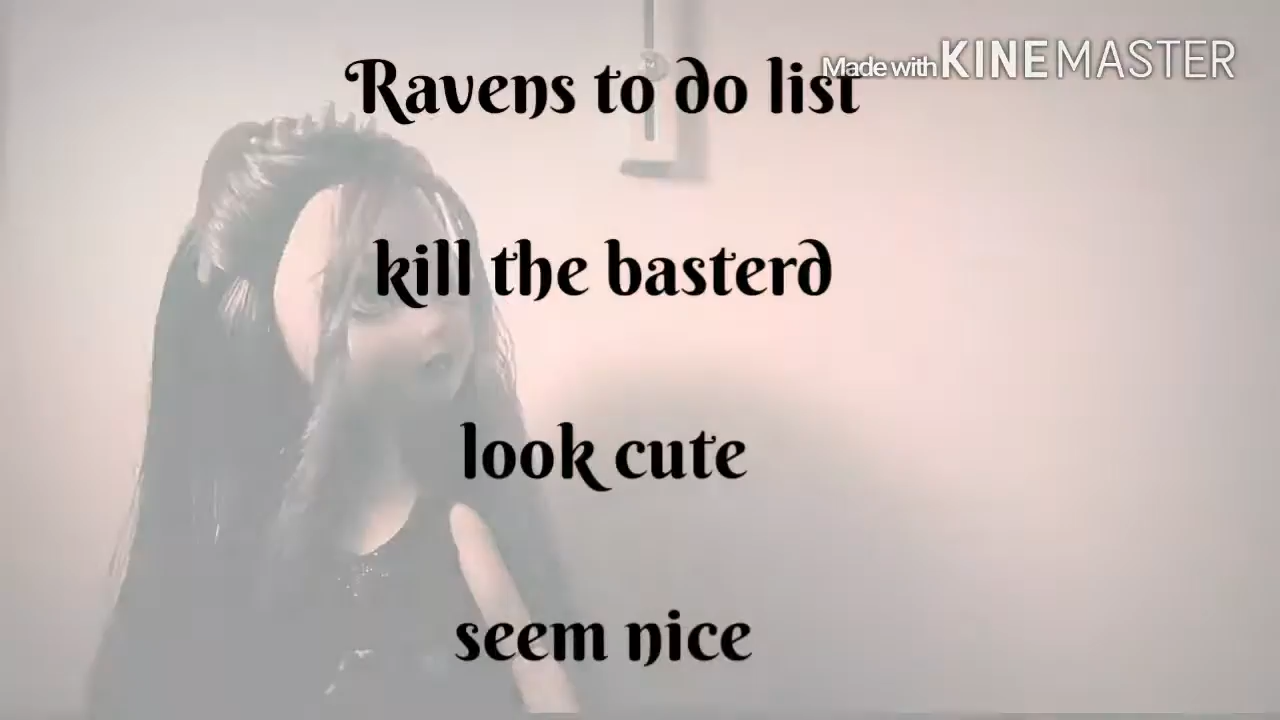 Ravens to do list
Made with KINEMASTER
kill the basterd
look cute
seem nice